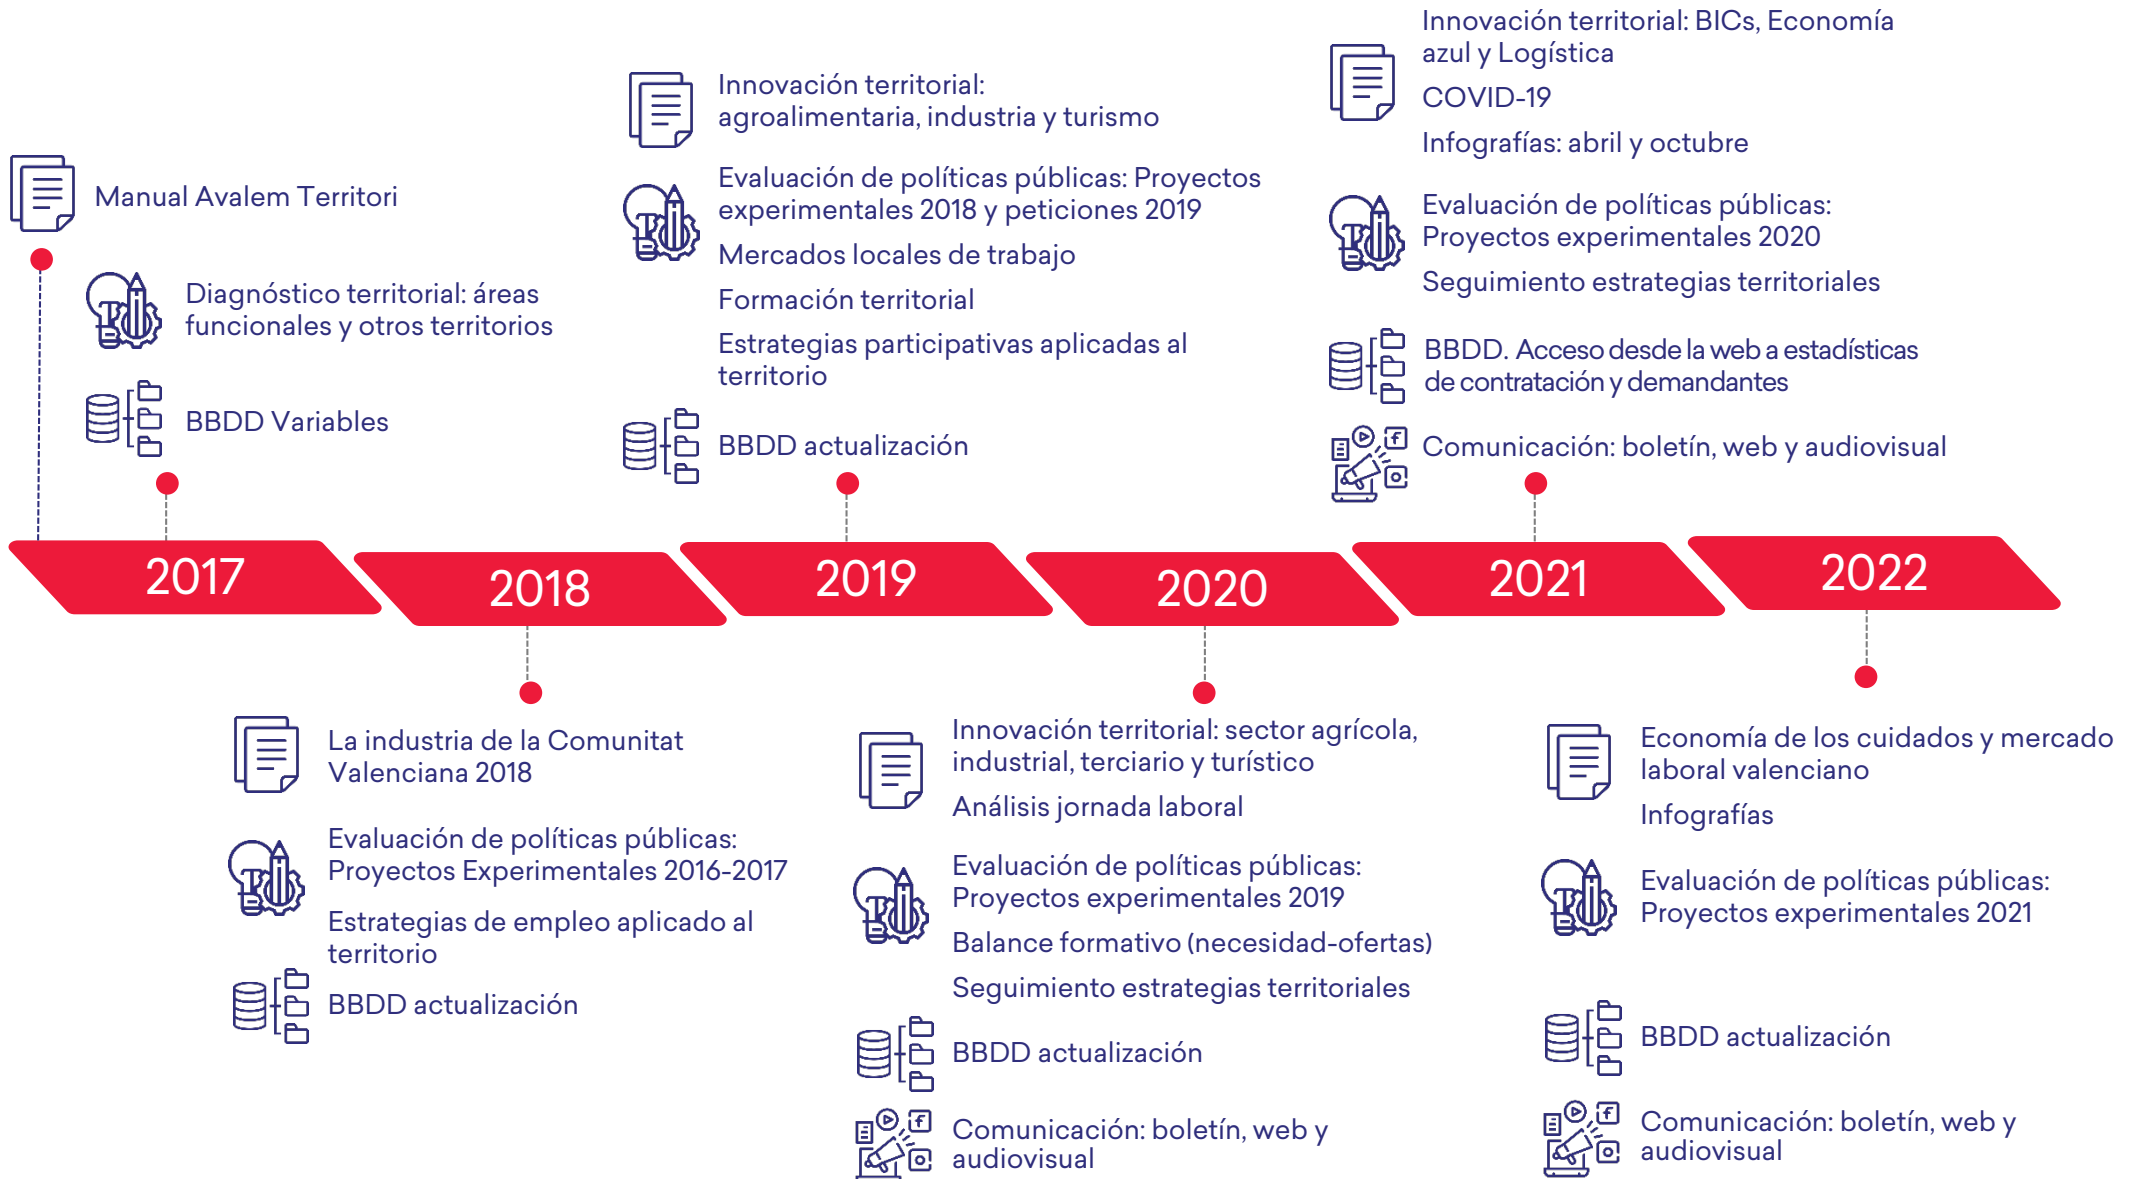 Manual Avalem Territori
Diagnóstico territorial: áreas
funcionales y otros territorios
BBDD Variables
2017
La industria de la Comunitat
Valenciana 2018
Evaluación de políticas públicas:
Proyectos Experimentales 2016-2017
Estrategias de empleo aplicado al
territorio
BBDD actualización
2018
Innovación territorial:
agroalimentaria, industria y turismo
Evaluación de políticas públicas: Proyectos
experimentales 2018 y peticiones 2019
Mercados locales de trabajo
Formación territorial
Estrategias participativas aplicadas al
territorio
BBDD actualización
2019
2020
Innovación territorial: sector agrícola,
industrial, terciario y turístico
Análisis jornada laboral
Evaluación de políticas públicas:
Proyectos experimentales 2019
Balance formativo (necesidad-ofertas)
Seguimiento estrategias territoriales
BBDD actualización
Comunicación: boletín, web y
audiovisual
Innovación territorial: BICs, Economía
azul y Logística
COVID-19
Infografías: abril y octubre
Evaluación de políticas públicas:
Proyectos experimentales 2020
Seguimiento estrategias territoriales
BBDD. Acceso desde la web a estadísticas
de contratación y demandantes
Comunicación: boletín, web y audiovisual
2021
2022
Economía de los cuidados y mercado
laboral valenciano
Infografías
Evaluación de políticas públicas:
Proyectos experimentales 2021
BBDD actualización
Comunicación: boletín, web y
audiovisual